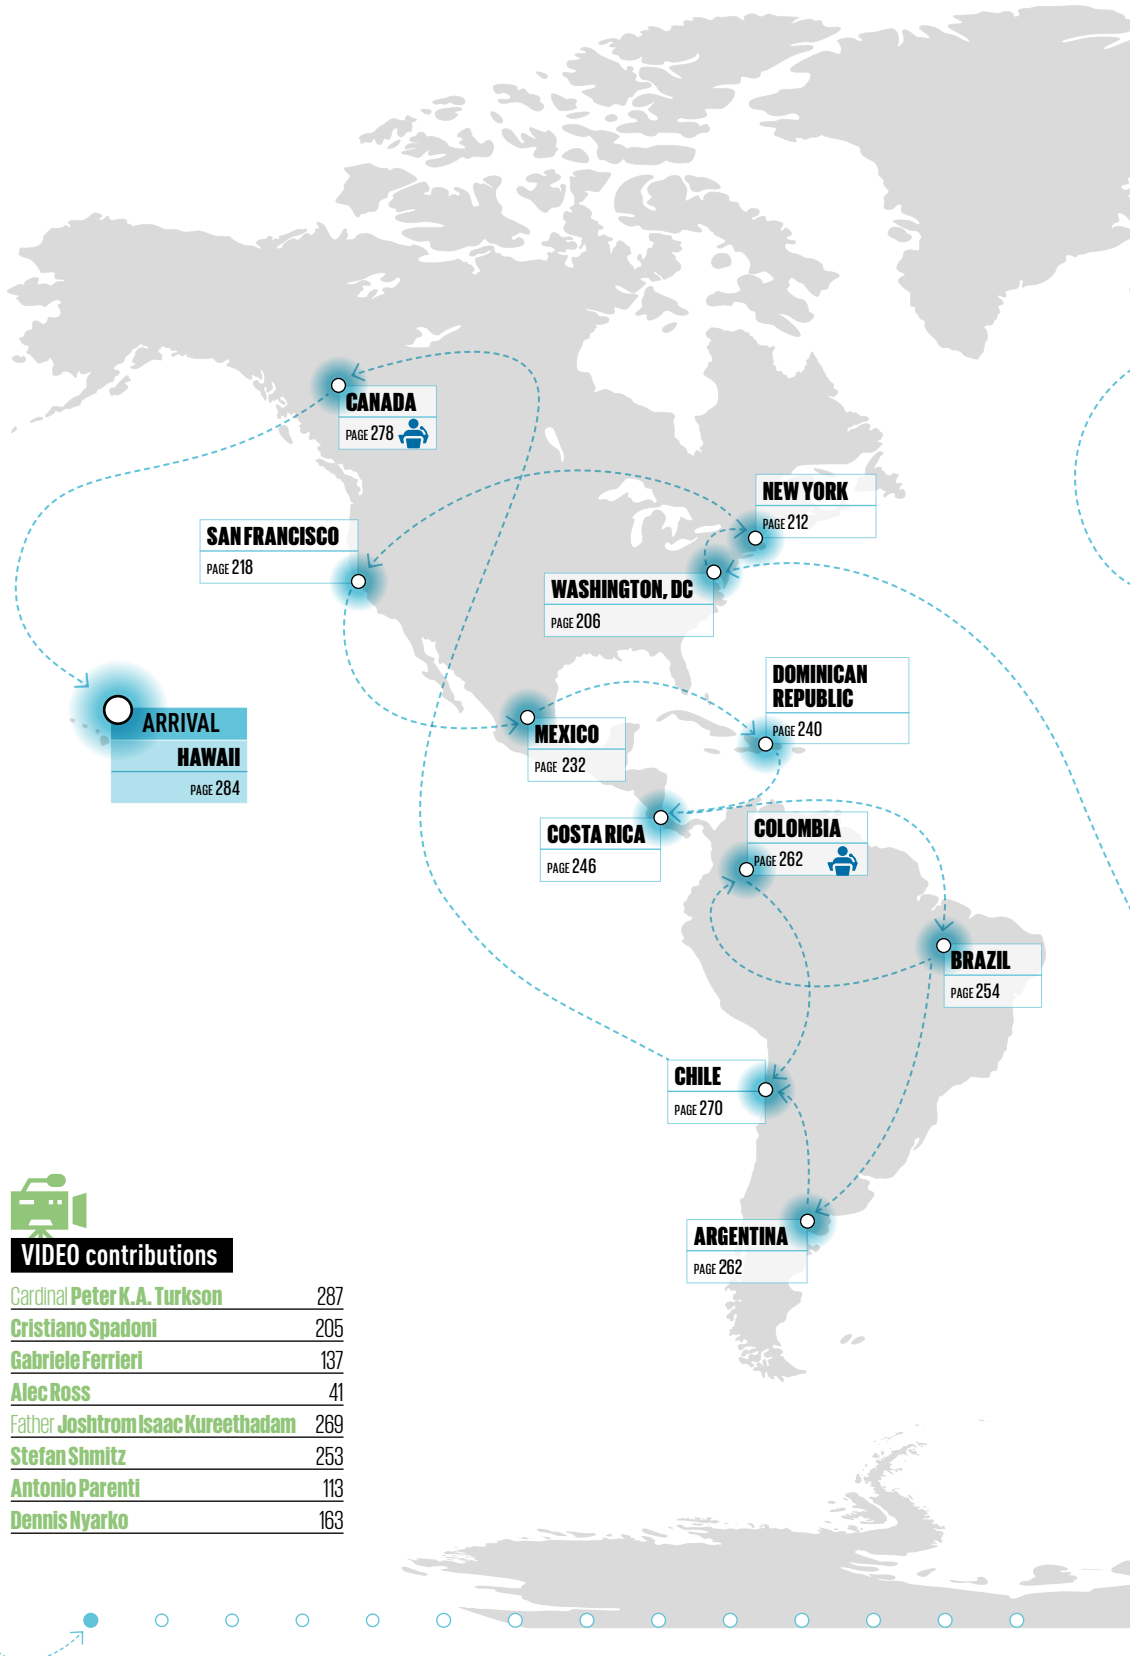 CANADA
PAGE 278
NEW YORK
PAGE 212
SAN FRANCISCO
PAGE 218
WASHINGTON, DC
PAGE 206
DOMINICAN
REPUBLIC
PAGE 240
ARRIVAL
HAWAII
PAGE 284
MEXICO
PAGE 232
COSTA RICA
PAGE 246
COLOMBIA
PAGE 262
BRAZIL
PAGE 254
CHILE
PAGE 270
ARGENTINA
PAGE 262
VIDEO contributions
Cardinal Peter K.A. Turkson 287
Cristiano Spadoni 205
Gabriele Ferrieri 137
Alec Ross 41
Father Joshtrom Isaac Kureethadam 269
Stefan Shmitz 253
Antonio Parenti 113
Dennis Nyarko 163